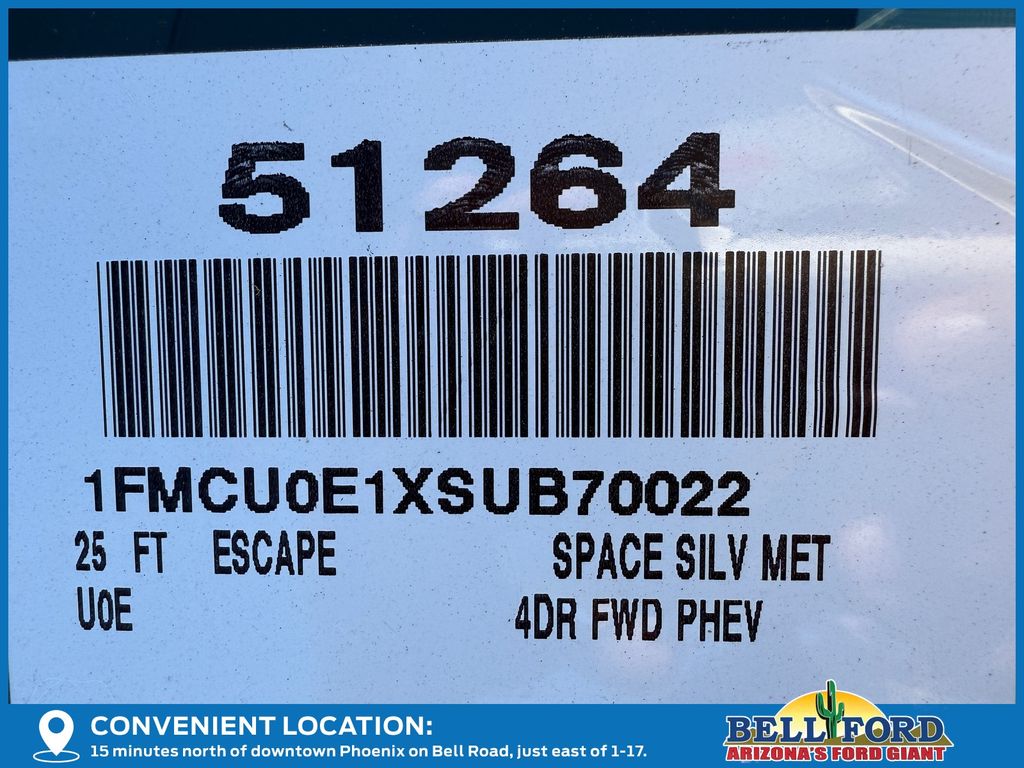 51264
1FMCU0E1XSUB70022
25 FT ESCAPE SPACE SILV MET
U0E 4DR FWD PHEV
CONVENIENT LOCATION:
15 minutes north of downtown Phoenix on Bell Road, just east of 1-17.
BELL FORD
ARIZONA'S FORD GIANT